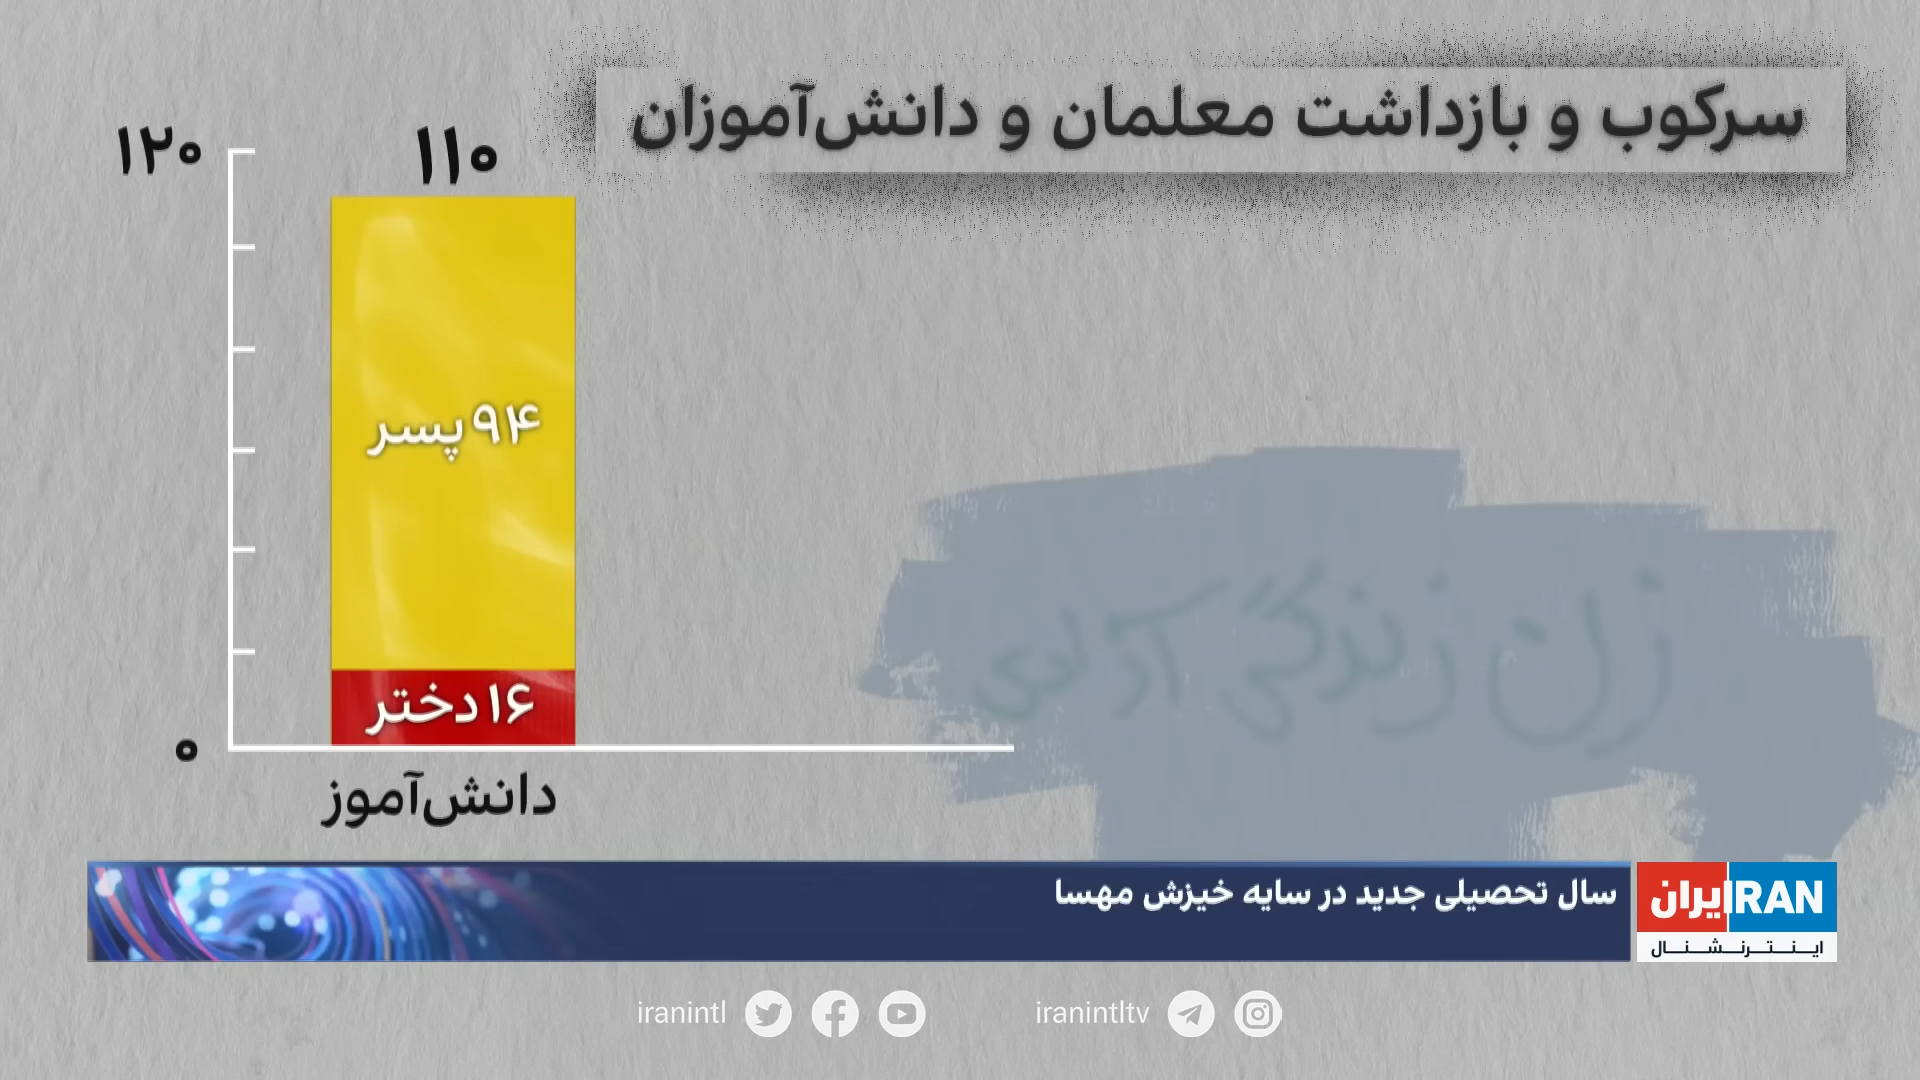 سرکوب و بازداشت معلمان و دانش‌آموزان
۱۲۰
۱۱۰
۹۴ پسر
۱۶ دختر
۰
دانش‌آموز
زن زندگی آزادی
سال تحصیلی جدید در سایه خیزش مهسا
ایران IRAN
اینترنشنال
iranintl
iranintltv